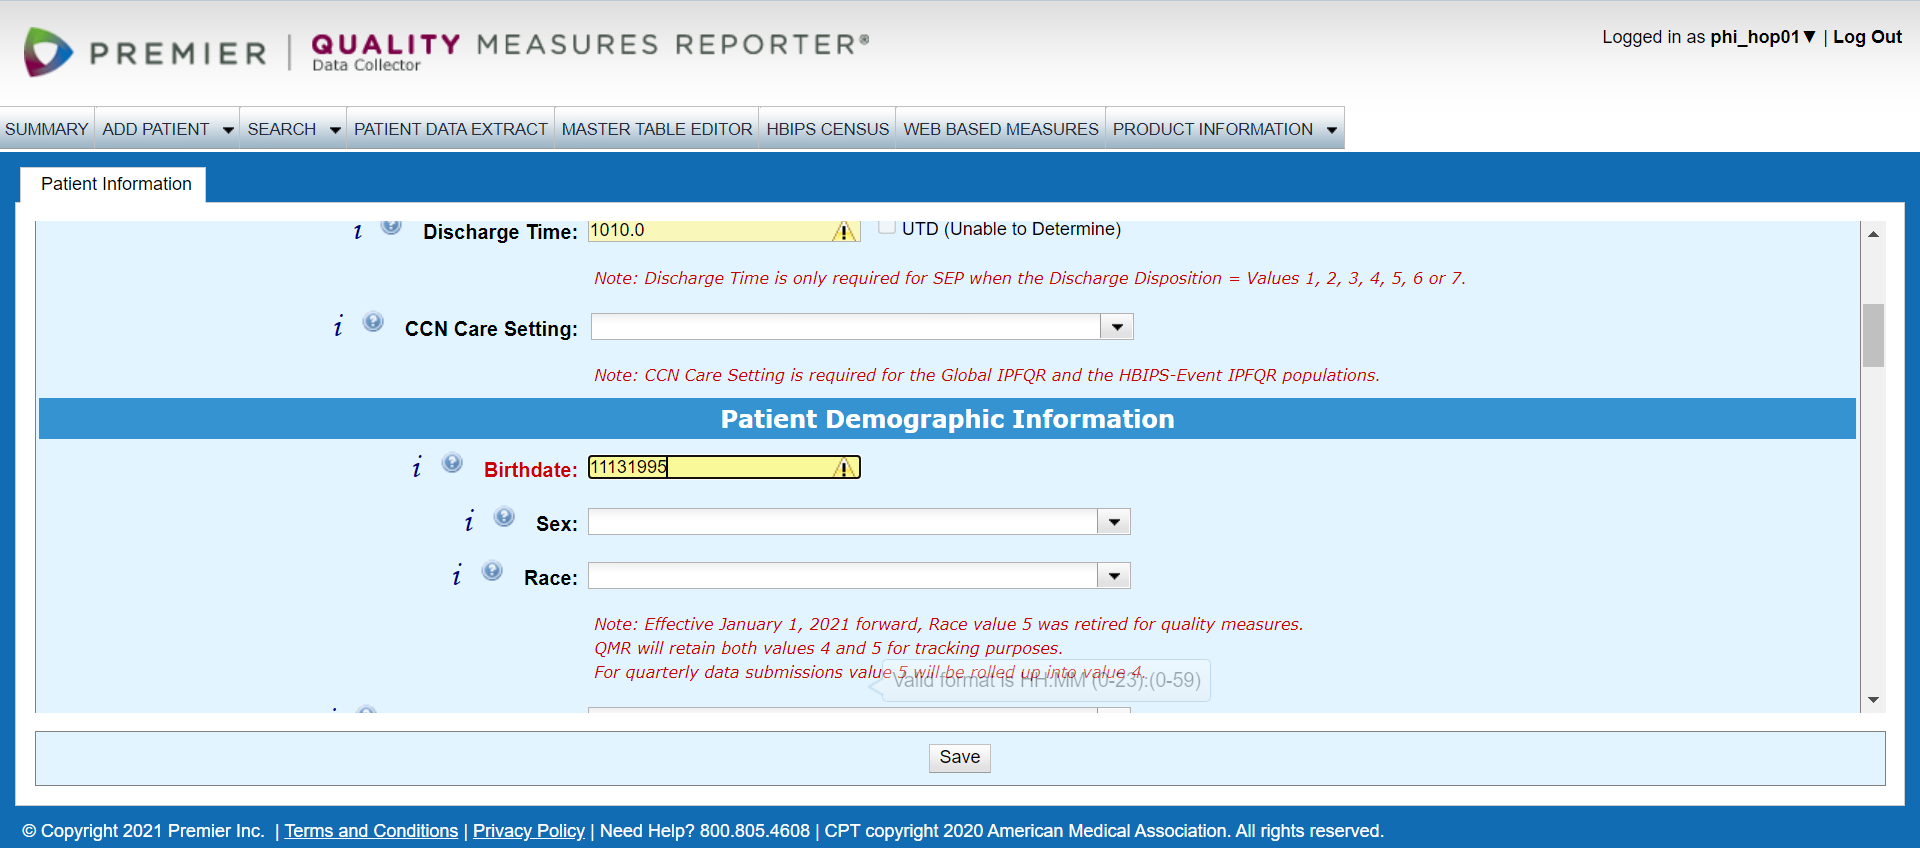 PREMIER | QUALITY MEASURES REPORTER®
Data Collector
Logged in as phi_hop01▼ | Log Out
SUMMARY ADD PATIENT SEARCH PATIENT DATA EXTRACT MASTER TABLE EDITOR HBIPS CENSUS WEB BASED MEASURES PRODUCT INFORMATION
Patient Information
i ? Discharge Time: 1010.0 UTD (Unable to Determine)
Note: Discharge Time is only required for SEP when the Discharge Disposition = Values 1, 2, 3, 4, 5, 6 or 7.
i ? CCN Care Setting:
Note: CCN Care Setting is required for the Global IPFQR and the HBIPS-Event IPFQR populations.
Patient Demographic Information
i ? Birthdate: 11131995
i ? Sex:
i ? Race:
Note: Effective January 1, 2021 forward, Race value 5 was retired for quality measures.
QMR will retain both values 4 and 5 for tracking purposes.
For quarterly data submissions value 5 will be rolled up into value 4.
Valid format is HH:MM (0-23):(0-59)
Save
© Copyright 2021 Premier Inc. | Terms and Conditions | Privacy Policy | Need Help? 800.805.4608 | CPT copyright 2020 American Medical Association. All rights reserved.